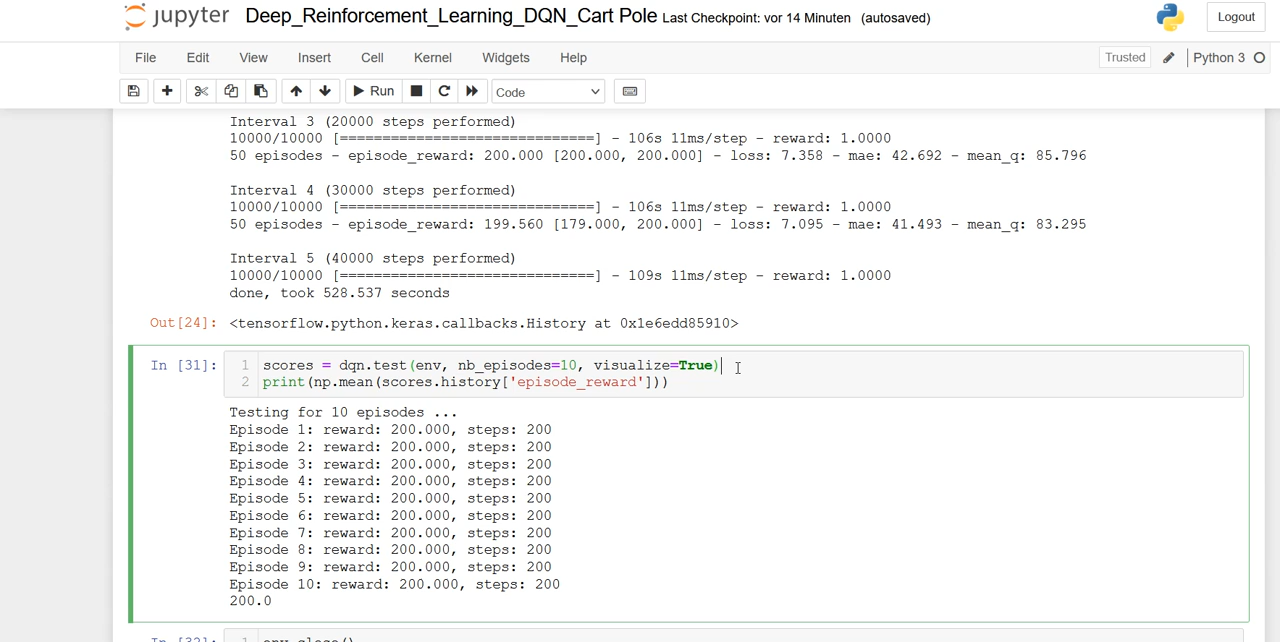 jupyter Deep_Reinforcement_Learning_DQN_Cart Pole Last Checkpoint: vor 14 Minuten (autosaved) Logout
File Edit View Insert Cell Kernel Widgets Help Trusted Python 3
Run Code
Interval 3 (20000 steps performed)
10000/10000 [==============================] - 106s 11ms/step - reward: 1.0000
50 episodes - episode_reward: 200.000 [200.000, 200.000] - loss: 7.358 - mae: 42.692 - mean_q: 85.796
Interval 4 (30000 steps performed)
10000/10000 [==============================] - 106s 11ms/step - reward: 1.0000
50 episodes - episode_reward: 199.560 [179.000, 200.000] - loss: 7.095 - mae: 41.493 - mean_q: 83.295
Interval 5 (40000 steps performed)
10000/10000 [==============================] - 109s 11ms/step - reward: 1.0000
done, took 528.537 seconds
Out[24]: <tensorflow.python.keras.callbacks.History at 0x1e6edd85910>
In [31]: 1 scores = dqn.test(env, nb_episodes=10, visualize=True)
2 print(np.mean(scores.history['episode_reward']))
Testing for 10 episodes ...
Episode 1: reward: 200.000, steps: 200
Episode 2: reward: 200.000, steps: 200
Episode 3: reward: 200.000, steps: 200
Episode 4: reward: 200.000, steps: 200
Episode 5: reward: 200.000, steps: 200
Episode 6: reward: 200.000, steps: 200
Episode 7: reward: 200.000, steps: 200
Episode 8: reward: 200.000, steps: 200
Episode 9: reward: 200.000, steps: 200
Episode 10: reward: 200.000, steps: 200
200.0
In [32]: 1 env.close()